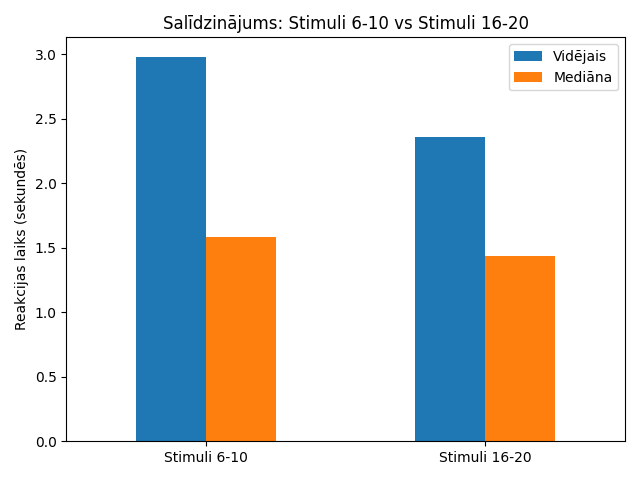 Salīdzinājums: Stimuli 6-10 vs Stimuli 16-20
Vidējais
Mediāna
Reakcijas laiks (sekundēs)
3.0
2.5
2.0
1.5
1.0
0.5
0.0
Stimuli 6-10
Stimuli 16-20